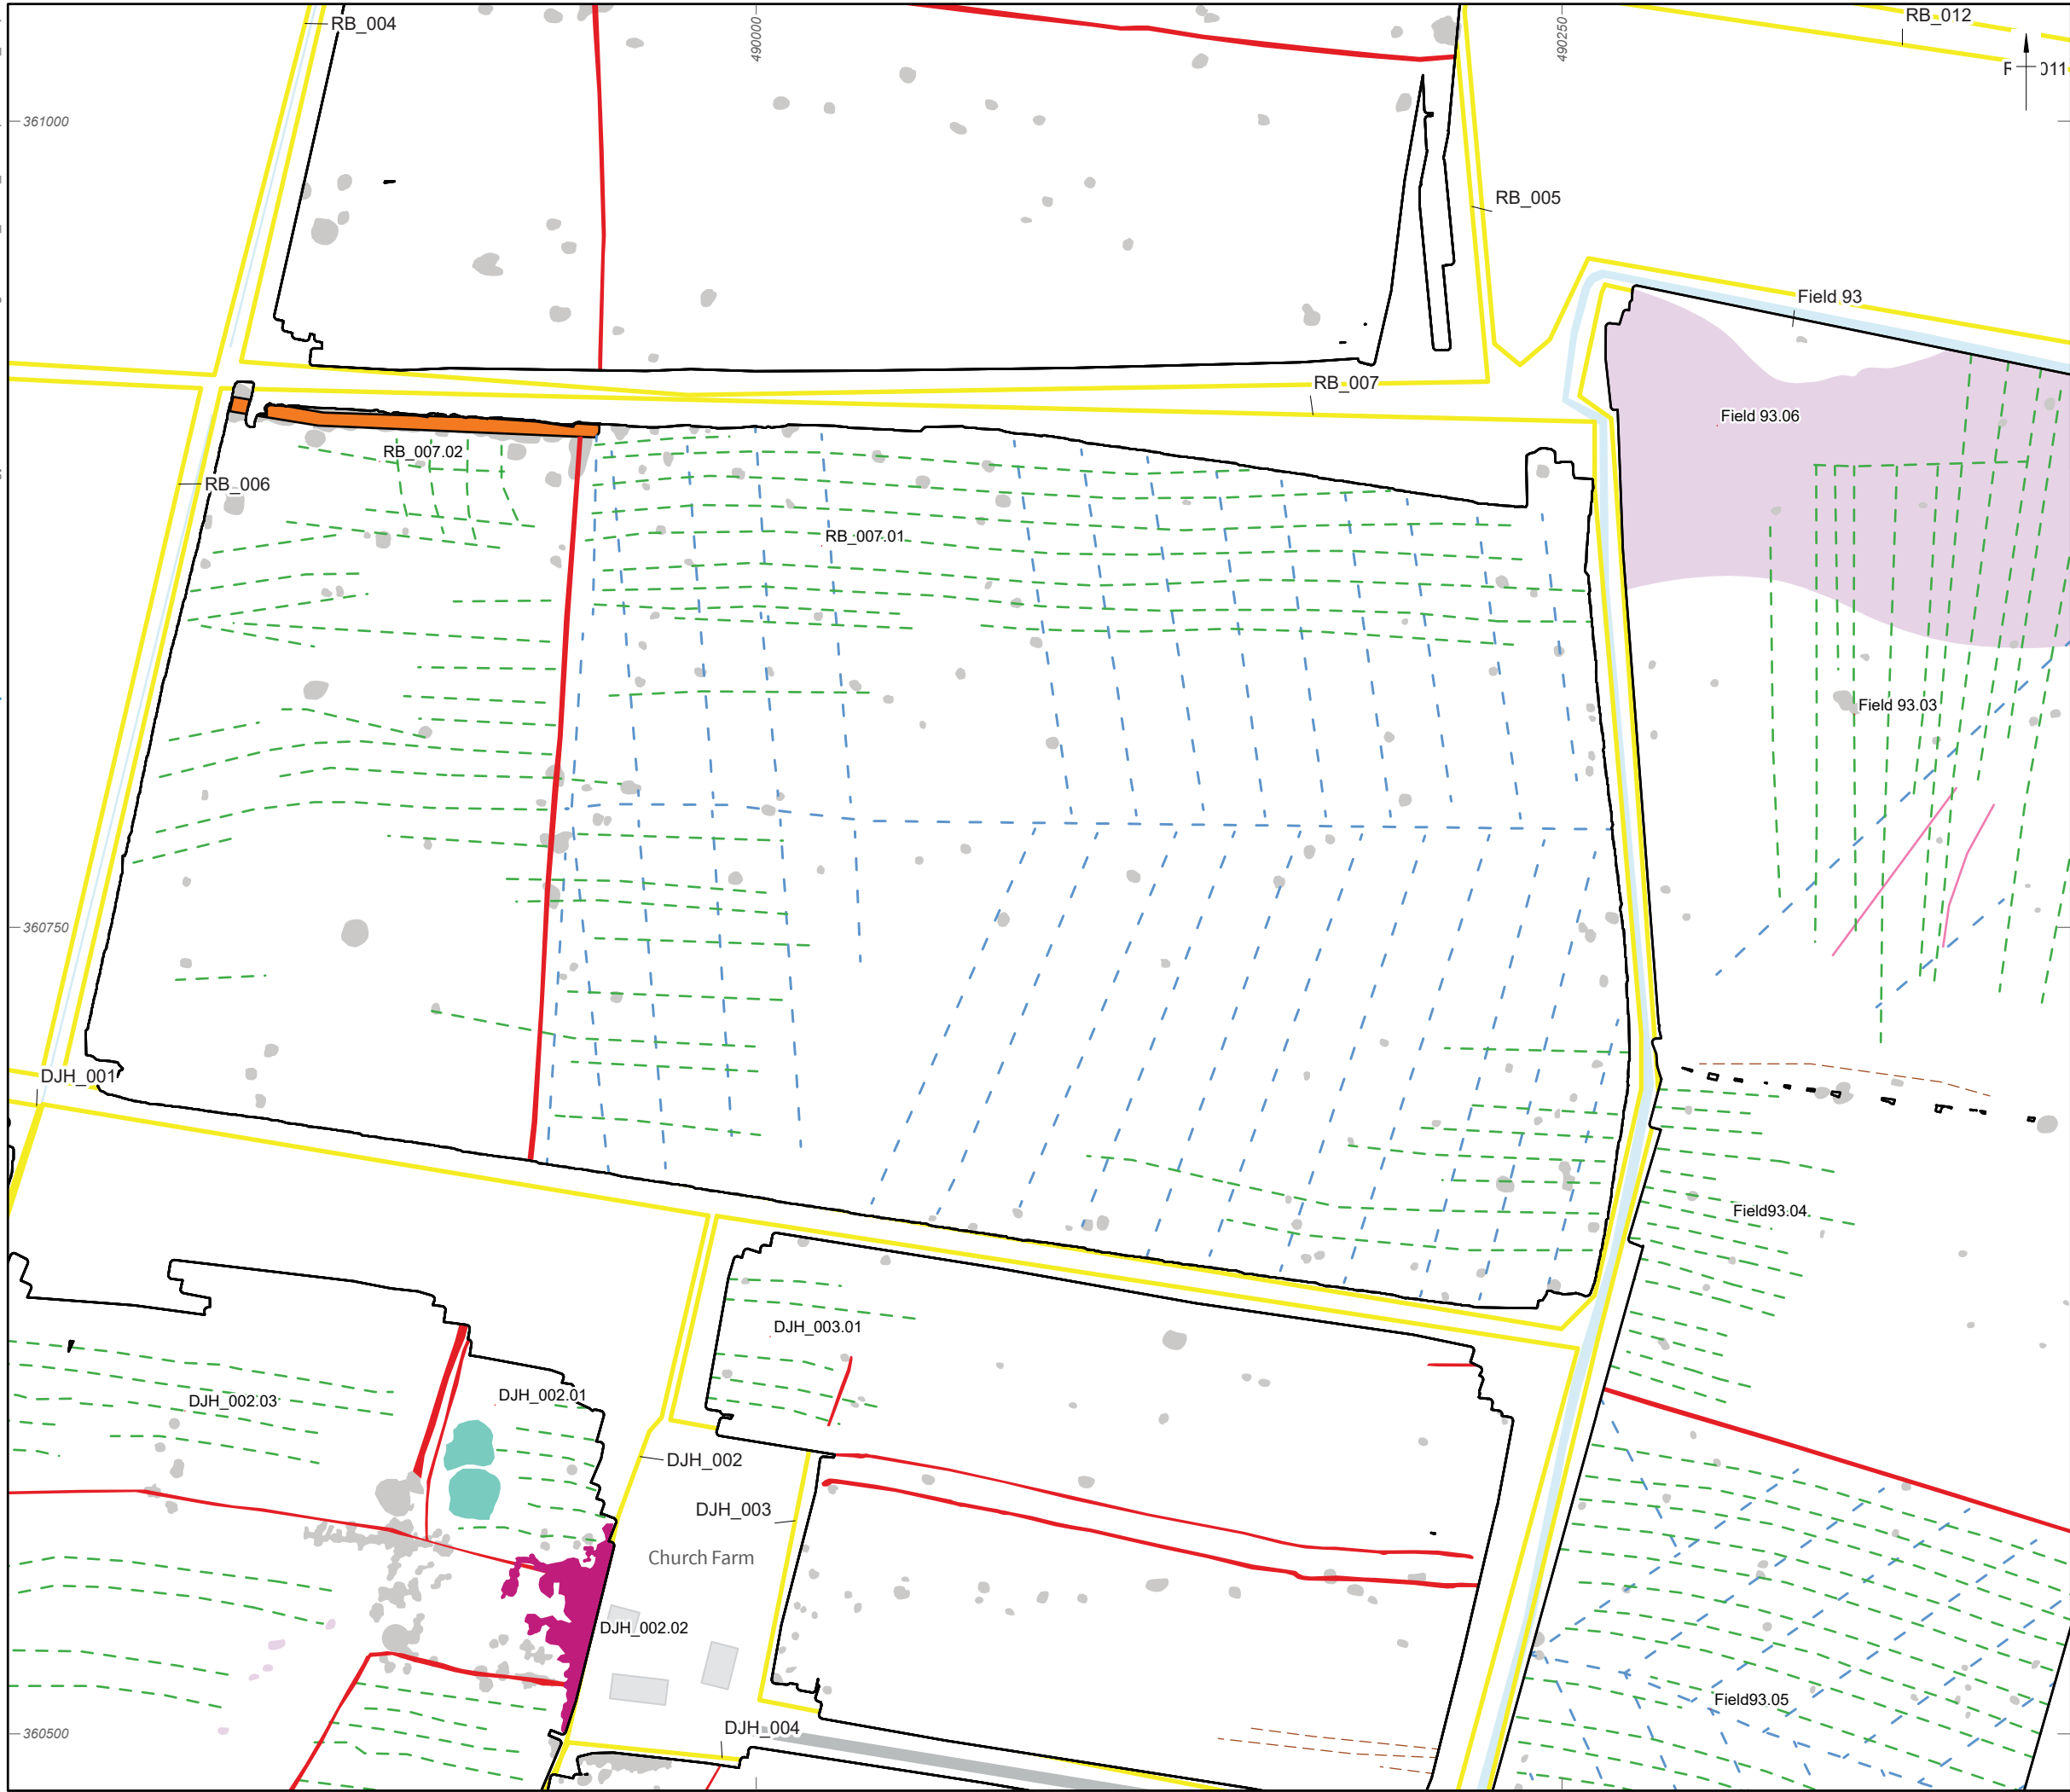 RB_004
490000
490250
RB_012
361000
RB_005
Field 93
RB_007
Field 93.06
RB_007.02
RB_006
RB_007.01
Field 93.03
360750
DJH_001
Field93.04
DJH_003.01
DJH_002.03
DJH_002.01
DJH_002
DJH_003
Church Farm
DJH_002.02
Field93.05
DJH_004
360500